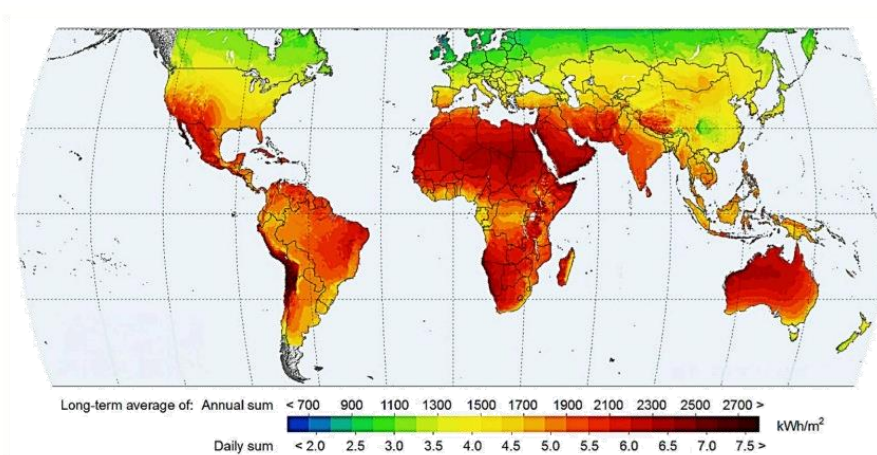 Long-term average of: Annual sum < 700 900 1100 1300 1500 1700 1900 2100 2300 2500 2700 >
kWh/m²
Daily sum < 2.0 2.5 3.0 3.5 4.0 4.5 5.0 5.5 6.0 6.5 7.0 7.5 >